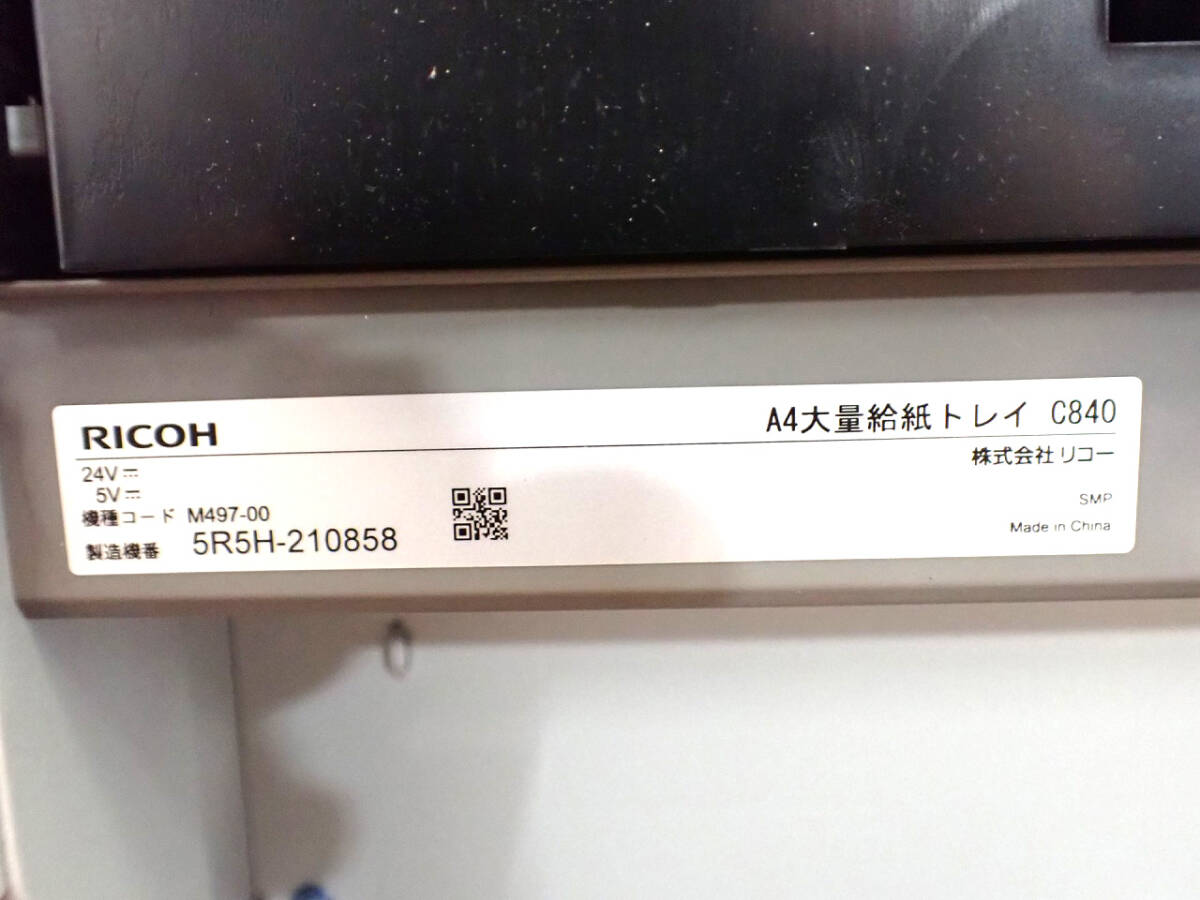 RICOH
A4大量給紙トレイ C840
株式会社 リコー
24V⎓
5V⎓
機種コード M497-00
製造機番 5R5H-210858
SMP
Made in China